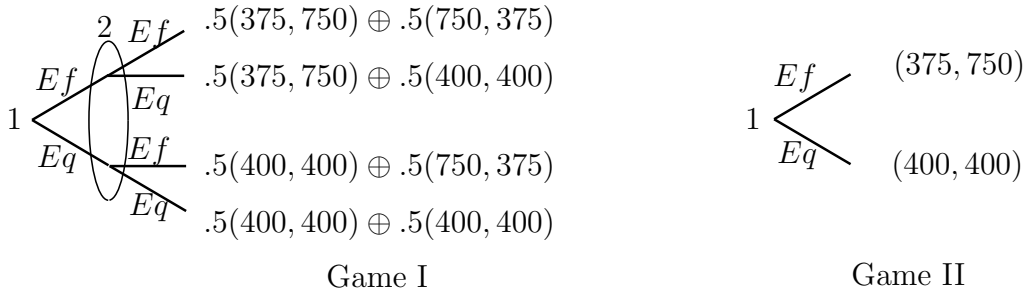 2
Ef
.5(375, 750) ⊕ .5(750, 375)
Ef
.5(375, 750) ⊕ .5(400, 400)
Eq
1
Eq
Ef
.5(400, 400) ⊕ .5(750, 375)
Eq
.5(400, 400) ⊕ .5(400, 400)
Game I
Ef
(375, 750)
1
Eq
(400, 400)
Game II